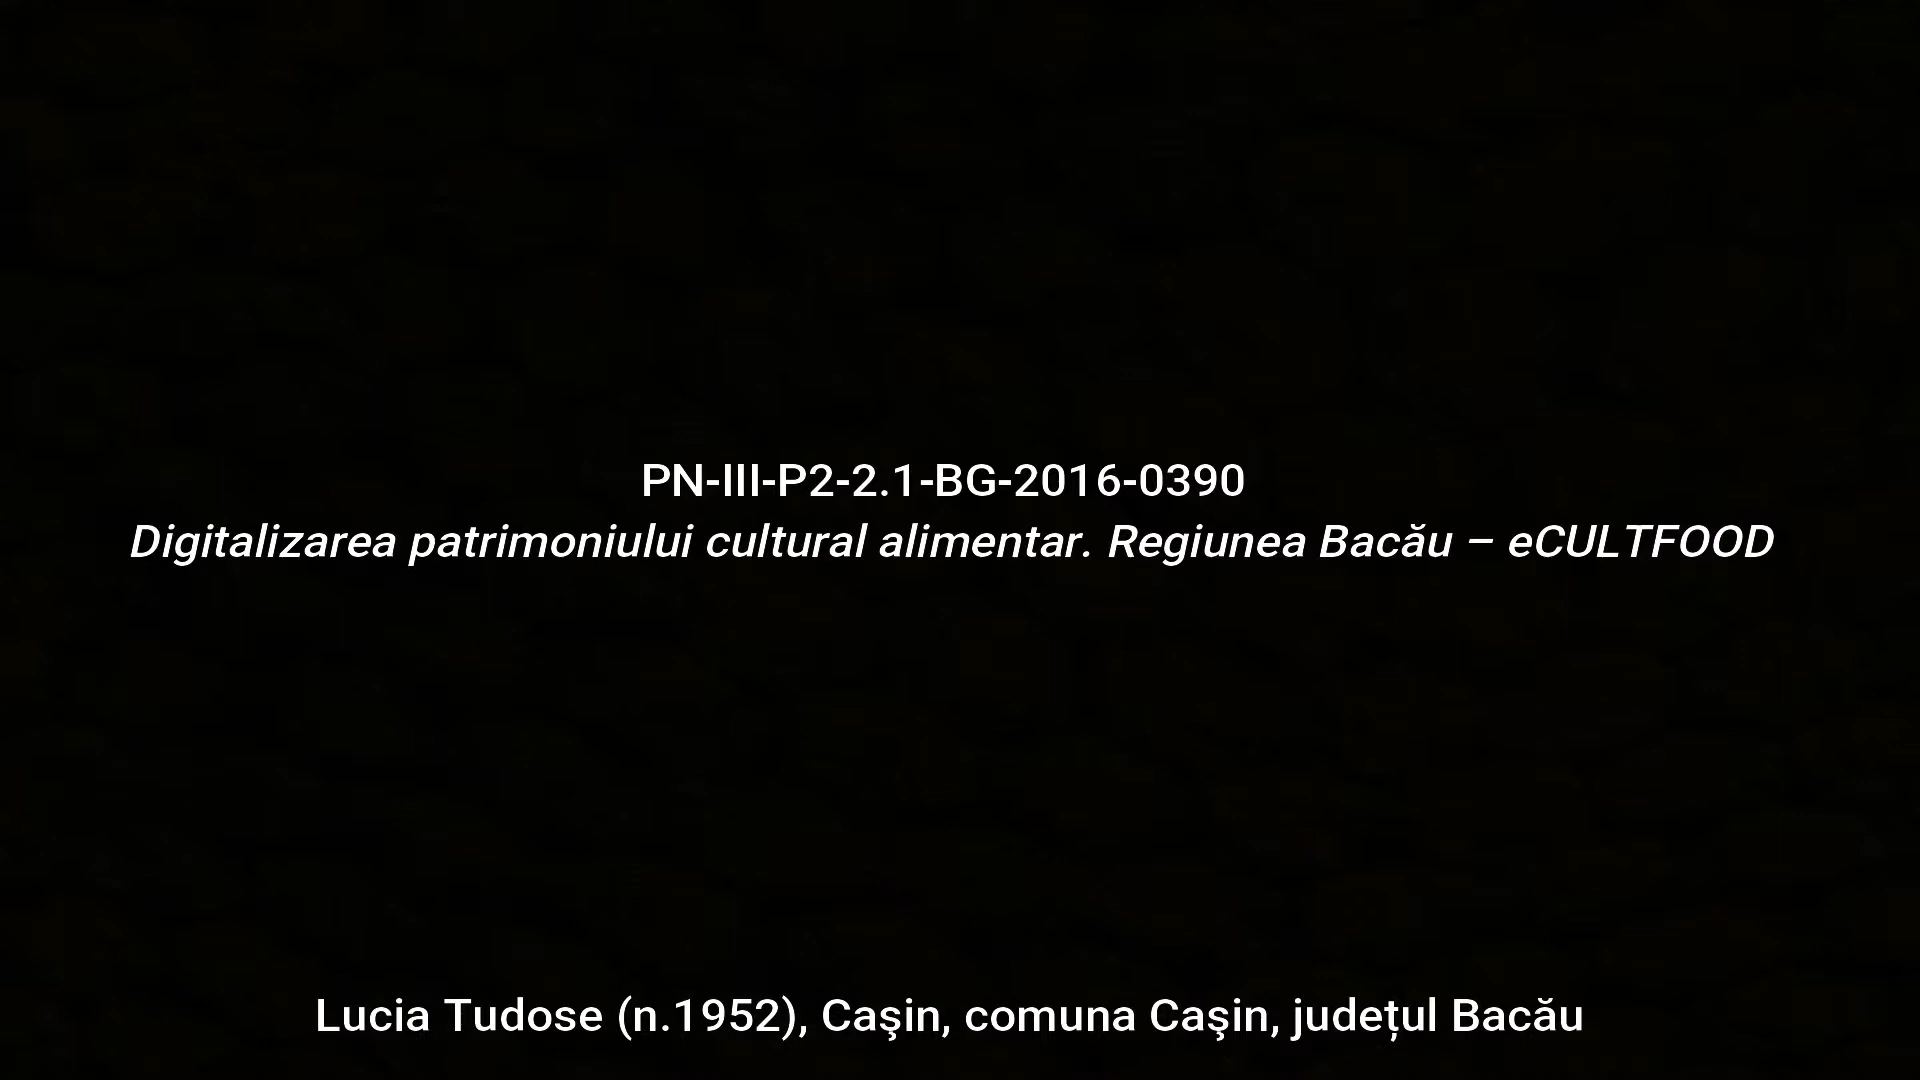 PN-III-P2-2.1-BG-2016-0390
Digitalizarea patrimoniului cultural alimentar. Regiunea Bacău – eCULTFOOD
Lucia Tudose (n.1952), Caşin, comuna Caşin, județul Bacău